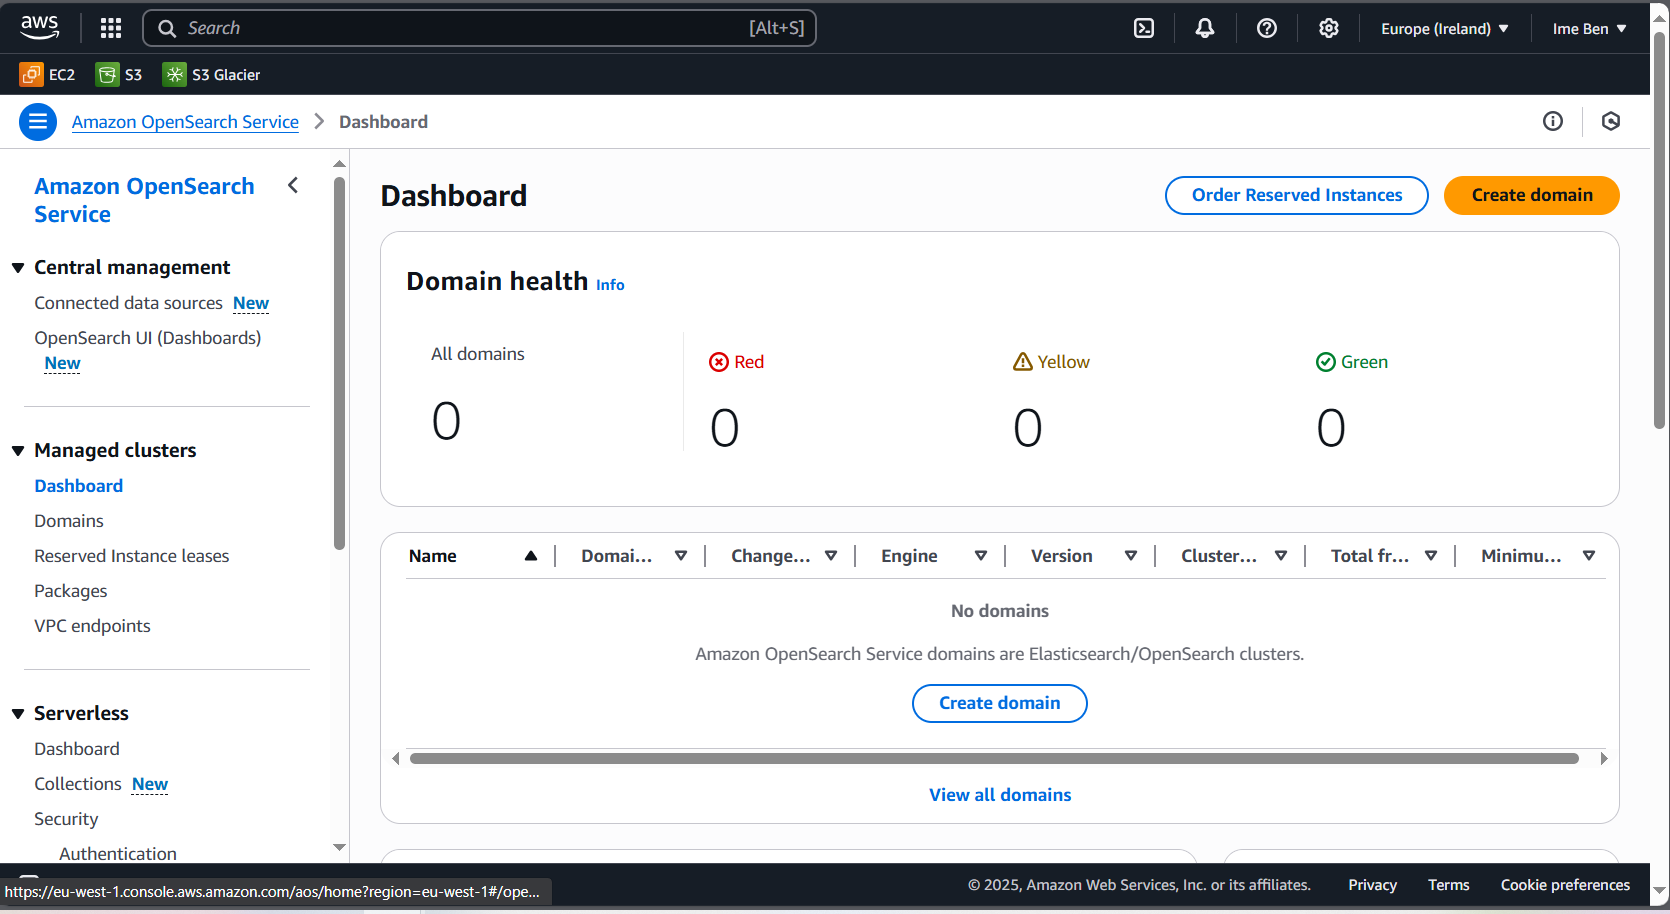 aws
Search [Alt+S]
Europe (Ireland)
Ime Ben
EC2
S3
S3 Glacier
Amazon OpenSearch Service
Dashboard
Amazon OpenSearch
Service
Central management
Connected data sources New
OpenSearch UI (Dashboards)
New
Managed clusters
Dashboard
Domains
Reserved Instance leases
Packages
VPC endpoints
Serverless
Dashboard
Collections New
Security
Authentication
Dashboard
Order Reserved Instances
Create domain
Domain health Info
All domains
0
Red
0
Yellow
0
Green
0
Name Domai... Change... Engine Version Cluster... Total fr... Minimu...
No domains
Amazon OpenSearch Service domains are Elasticsearch/OpenSearch clusters.
Create domain
View all domains
https://eu-west-1.console.aws.amazon.com/aos/home?region=eu-west-1#/ope...
© 2025, Amazon Web Services, Inc. or its affiliates. Privacy Terms Cookie preferences